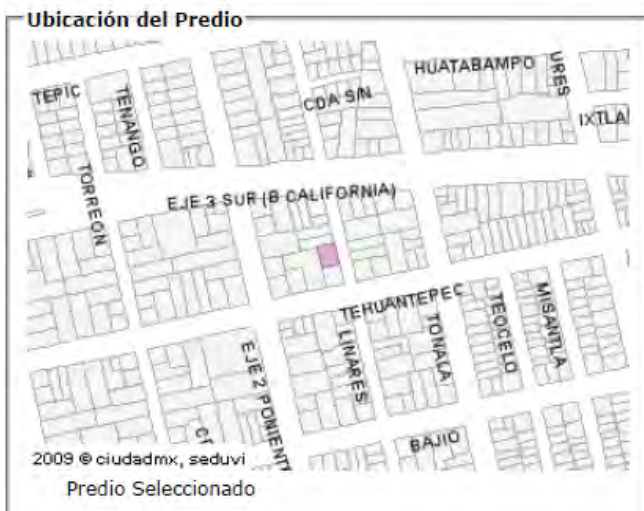 Ubicación del Predio
HUATABAMPO
URES
TEPIC
TENANGO
CDA S/N
IXTLA
TORREON
EJE 3 SUR (B CALIFORNIA)
TEHUANTEPEC
LINARES
TONALA
TEOCELO
MISANTLA
EJE 2 PONIENT
BAJIO
2009 © ciudadmx, seduvi
Predio Seleccionado